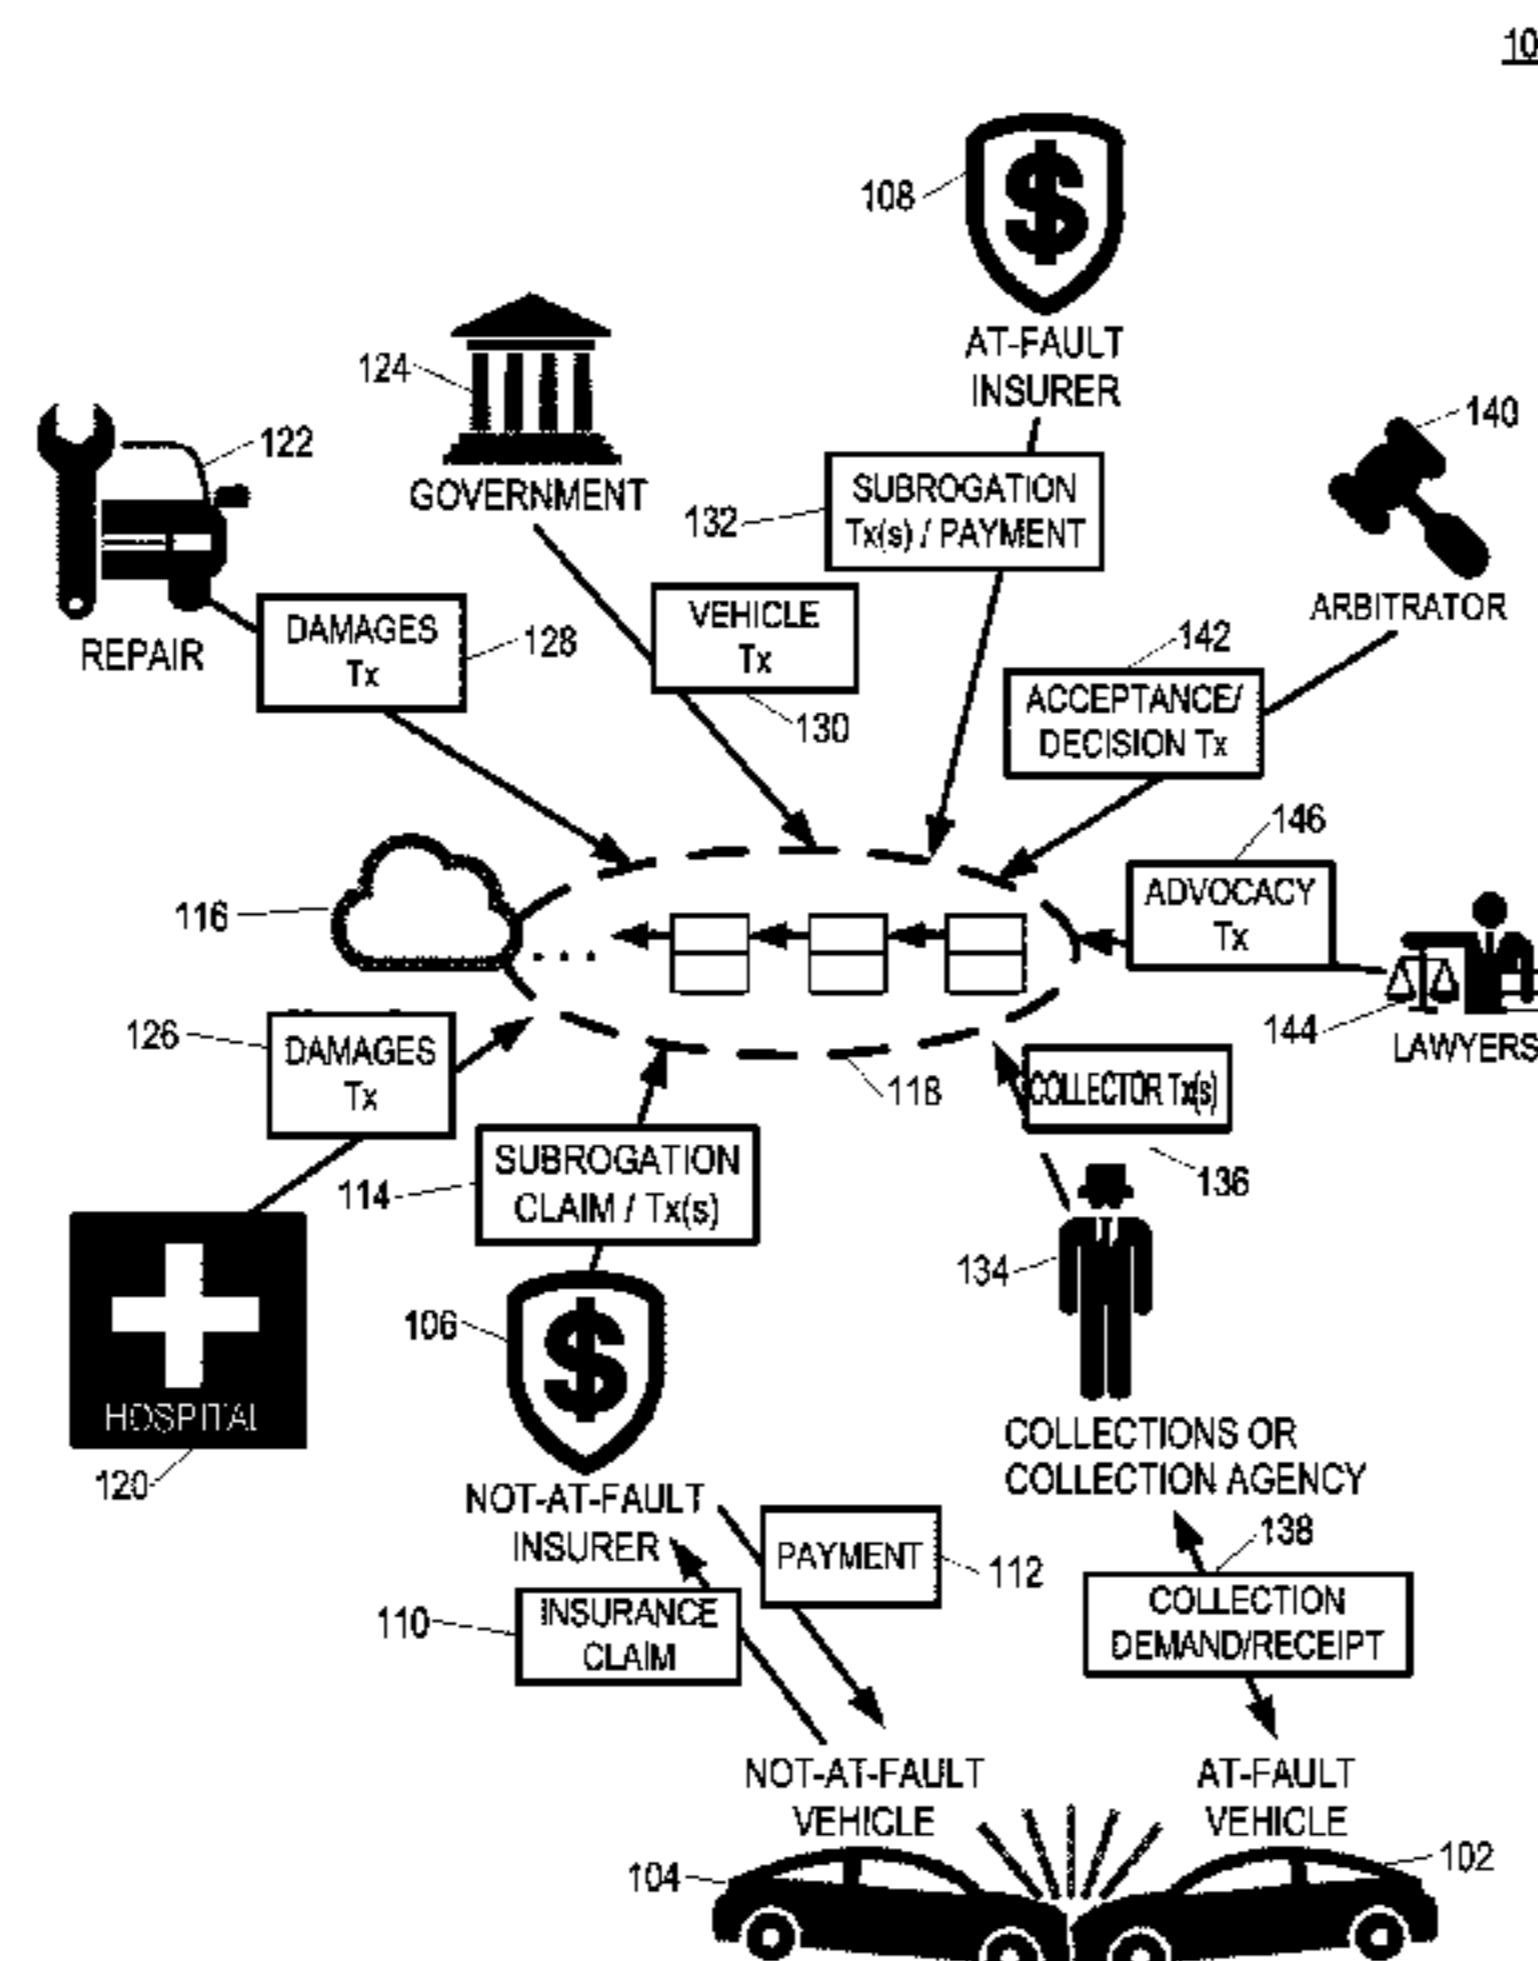 10
108
AT-FAULT
INSURER
124
GOVERNMENT
122
REPAIR
140
ARBITRATOR
132
SUBROGATION
Tx(s) / PAYMENT
DAMAGES
Tx
128
VEHICLE
Tx
130
142
ACCEPTANCE/
DECISION Tx
146
ADVOCACY
Tx
116
...
144
LAWYERS
126
DAMAGES
Tx
118
COLLECTOR Tx(s)
136
114
SUBROGATION
CLAIM / Tx(s)
134
106
HOSPITAL
120
COLLECTIONS OR
COLLECTION AGENCY
NOT-AT-FAULT
INSURER
PAYMENT
112
138
110
INSURANCE
CLAIM
COLLECTION
DEMAND/RECEIPT
NOT-AT-FAULT
VEHICLE
AT-FAULT
VEHICLE
104
102